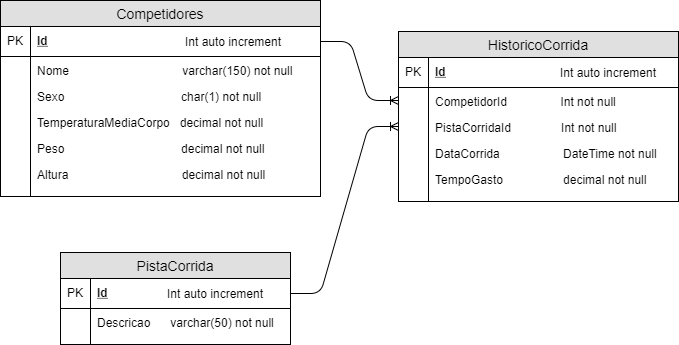 Competidores
PK Id Int auto increment
Nome varchar(150) not null
Sexo char(1) not null
TemperaturaMediaCorpo decimal not null
Peso decimal not null
Altura decimal not null
HistoricoCorrida
PK Id Int auto increment
CompetidorId Int not null
PistaCorridaId Int not null
DataCorrida DateTime not null
TempoGasto decimal not null
PistaCorrida
PK Id Int auto increment
Descricao varchar(50) not null